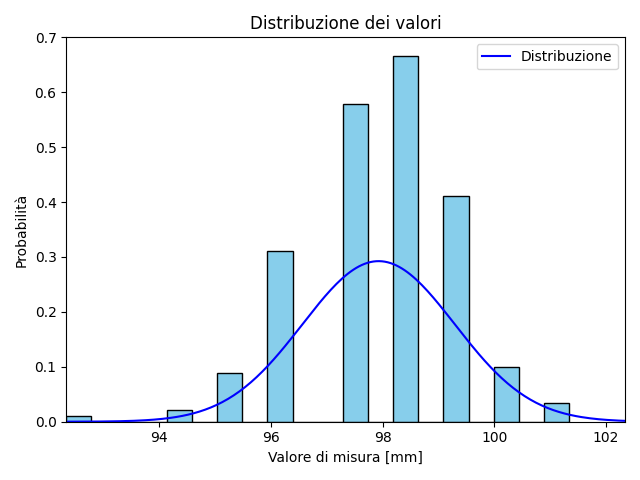 Distribuzione dei valori
Distribuzione
0.7
0.6
0.5
0.4
0.3
0.2
0.1
0.0
Probabilità
94 96 98 100 102
Valore di misura [mm]